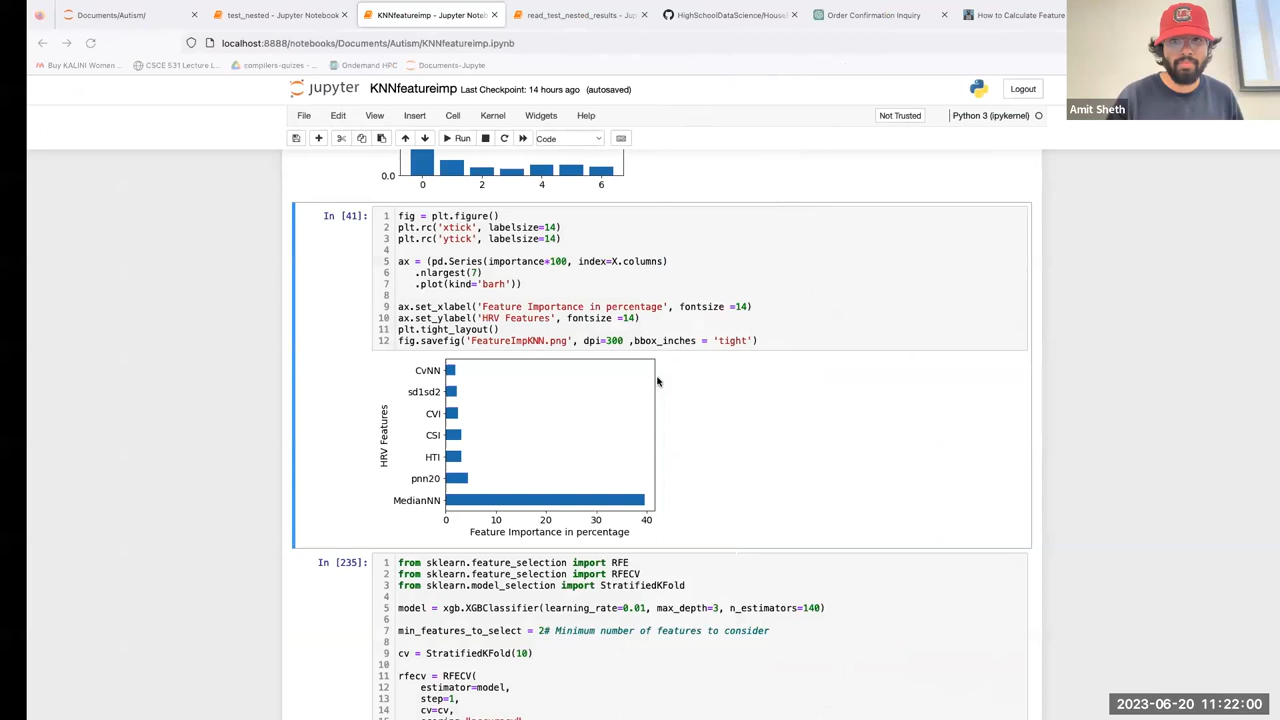 Documents/Autism/
test_nested - Jupyter Notebook
KNNfeatureimp - Jupyter Noteb
read_test_nested_results - Jup
HighSchoolDataScience/House
Order Confirmation Inquiry
How to Calculate Feature
localhost:8888/notebooks/Documents/Autism/KNNfeatureimp.ipynb
Buy KALINI Women ...
CSCE 531 Lecture L...
compilers-quizes - ...
Ondemand HPC
Documents-Jupyte...
Amit Sheth
jupyter KNNfeatureimp Last Checkpoint: 14 hours ago (autosaved)
Logout
File Edit View Insert Cell Kernel Widgets Help
Not Trusted
Python 3 (ipykernel)
Run
Code
0.0
0 2 4 6
In [41]:
1 fig = plt.figure()
2 plt.rc('xtick', labelsize=14)
3 plt.rc('ytick', labelsize=14)
4
5 ax = (pd.Series(importance*100, index=X.columns)
6 .nlargest(7)
7 .plot(kind='barh'))
8
9 ax.set_xlabel('Feature Importance in percentage', fontsize =14)
10 ax.set_ylabel('HRV Features', fontsize =14)
11 plt.tight_layout()
12 fig.savefig('FeatureImpKNN.png', dpi=300 ,bbox_inches = 'tight')
HRV Features
CvNN
sd1sd2
CVI
CSI
HTI
pnn20
MedianNN
0 10 20 30 40
Feature Importance in percentage
In [235]:
1 from sklearn.feature_selection import RFE
2 from sklearn.feature_selection import RFECV
3 from sklearn.model_selection import StratifiedKFold
4
5 model = xgb.XGBClassifier(learning_rate=0.01, max_depth=3, n_estimators=140)
6
7 min_features_to_select = 2# Minimum number of features to consider
8
9 cv = StratifiedKFold(10)
10
11 rfecv = RFECV(
12 estimator=model,
13 step=1,
14 cv=cv,
2023-06-20 11:22:00